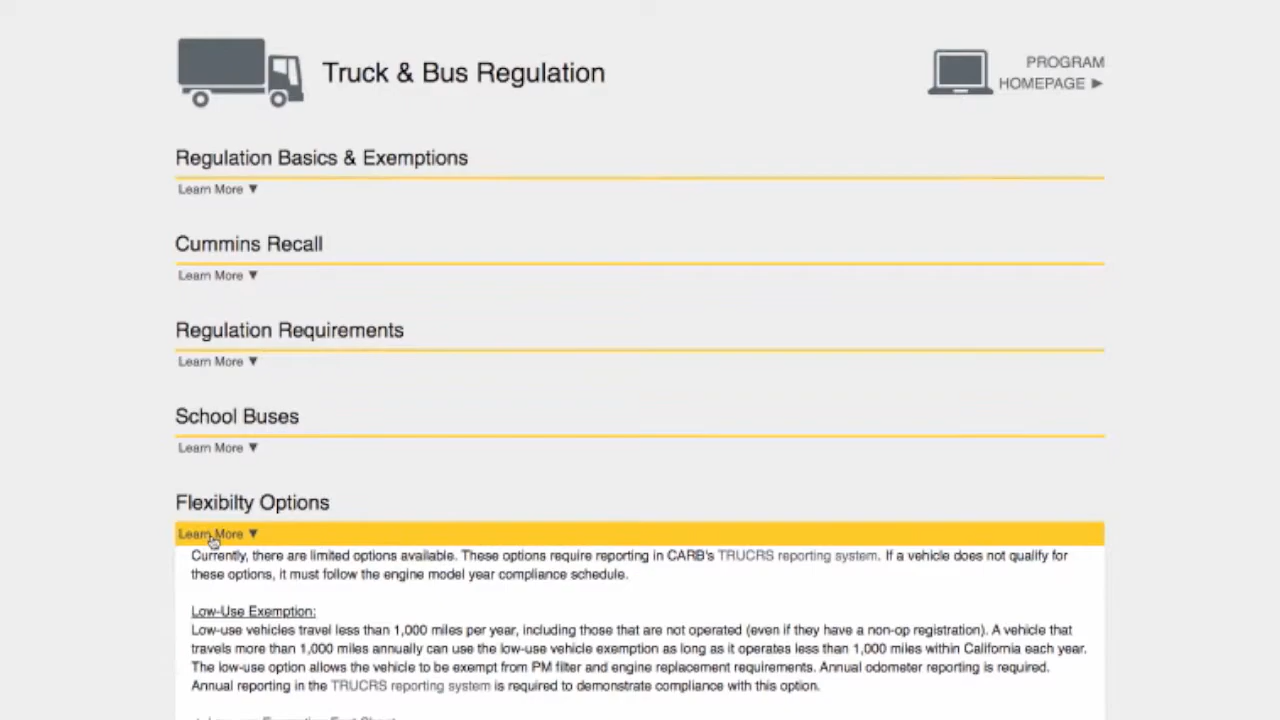 Truck & Bus Regulation
PROGRAM
HOMEPAGE ►
Regulation Basics & Exemptions
Learn More ▼
Cummins Recall
Learn More ▼
Regulation Requirements
Learn More ▼
School Buses
Learn More ▼
Flexibilty Options
Learn More ▼
Currently, there are limited options available. These options require reporting in CARB's TRUCRS reporting system. If a vehicle does not qualify for
these options, it must follow the engine model year compliance schedule.
Low-Use Exemption:
Low-use vehicles travel less than 1,000 miles per year, including those that are not operated (even if they have a non-op registration). A vehicle that
travels more than 1,000 miles annually can use the low-use vehicle exemption as long as it operates less than 1,000 miles within California each year.
The low-use option allows the vehicle to be exempt from PM filter and engine replacement requirements. Annual odometer reporting is required.
Annual reporting in the TRUCRS reporting system is required to demonstrate compliance with this option.